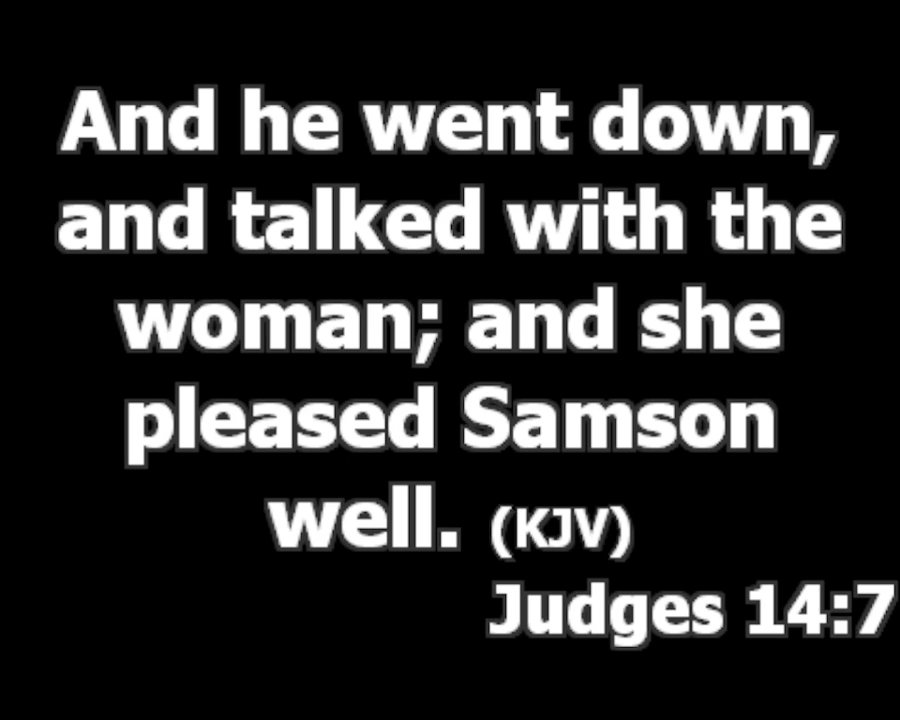 And he went down,
and talked with the
woman; and she
pleased Samson
well. (KJV)
Judges 14:7